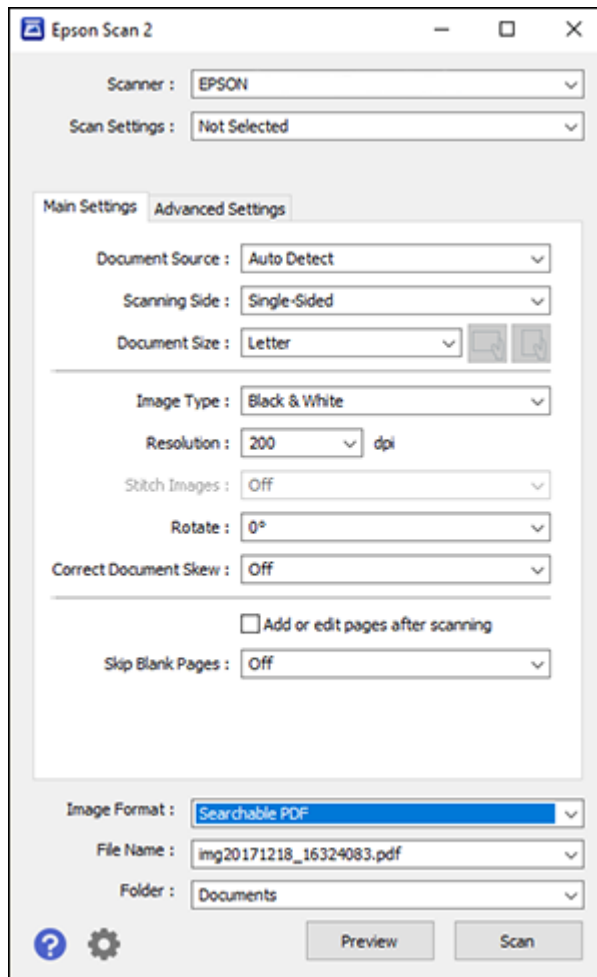 Epson Scan 2
Scanner : EPSON
Scan Settings : Not Selected
Main Settings Advanced Settings
Document Source : Auto Detect
Scanning Side : Single-Sided
Document Size : Letter
Image Type : Black & White
Resolution : 200 dpi
Stitch Images : Off
Rotate : 0°
Correct Document Skew : Off
Add or edit pages after scanning
Skip Blank Pages : Off
Image Format : Searchable PDF
File Name : img20171218_16324083.pdf
Folder : Documents
? Preview Scan